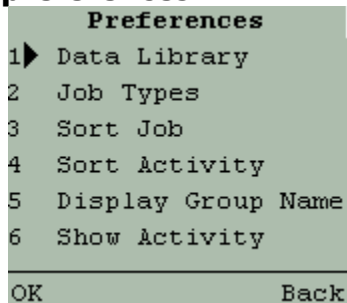 Preferences
1 Data Library
2 Job Types
3 Sort Job
4 Sort Activity
5 Display Group Name
6 Show Activity
OK Back